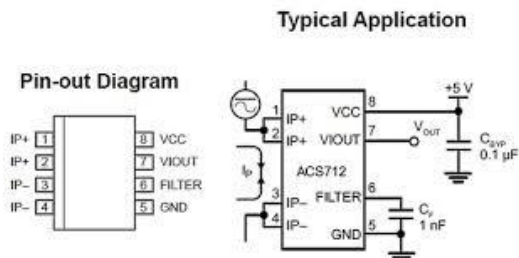 Typical Application
Pin-out Diagram
IP+ 1
IP+ 2
IP– 3
IP– 4
8 VCC
7 VIOUT
6 FILTER
5 GND
+5 V
1 IP+
2 IP+
IP
3 IP–
4 IP–
ACS712
VCC 8
VIOUT 7
VOUT
FILTER 6
GND 5
CBYP
0.1 µF
CF
1 nF